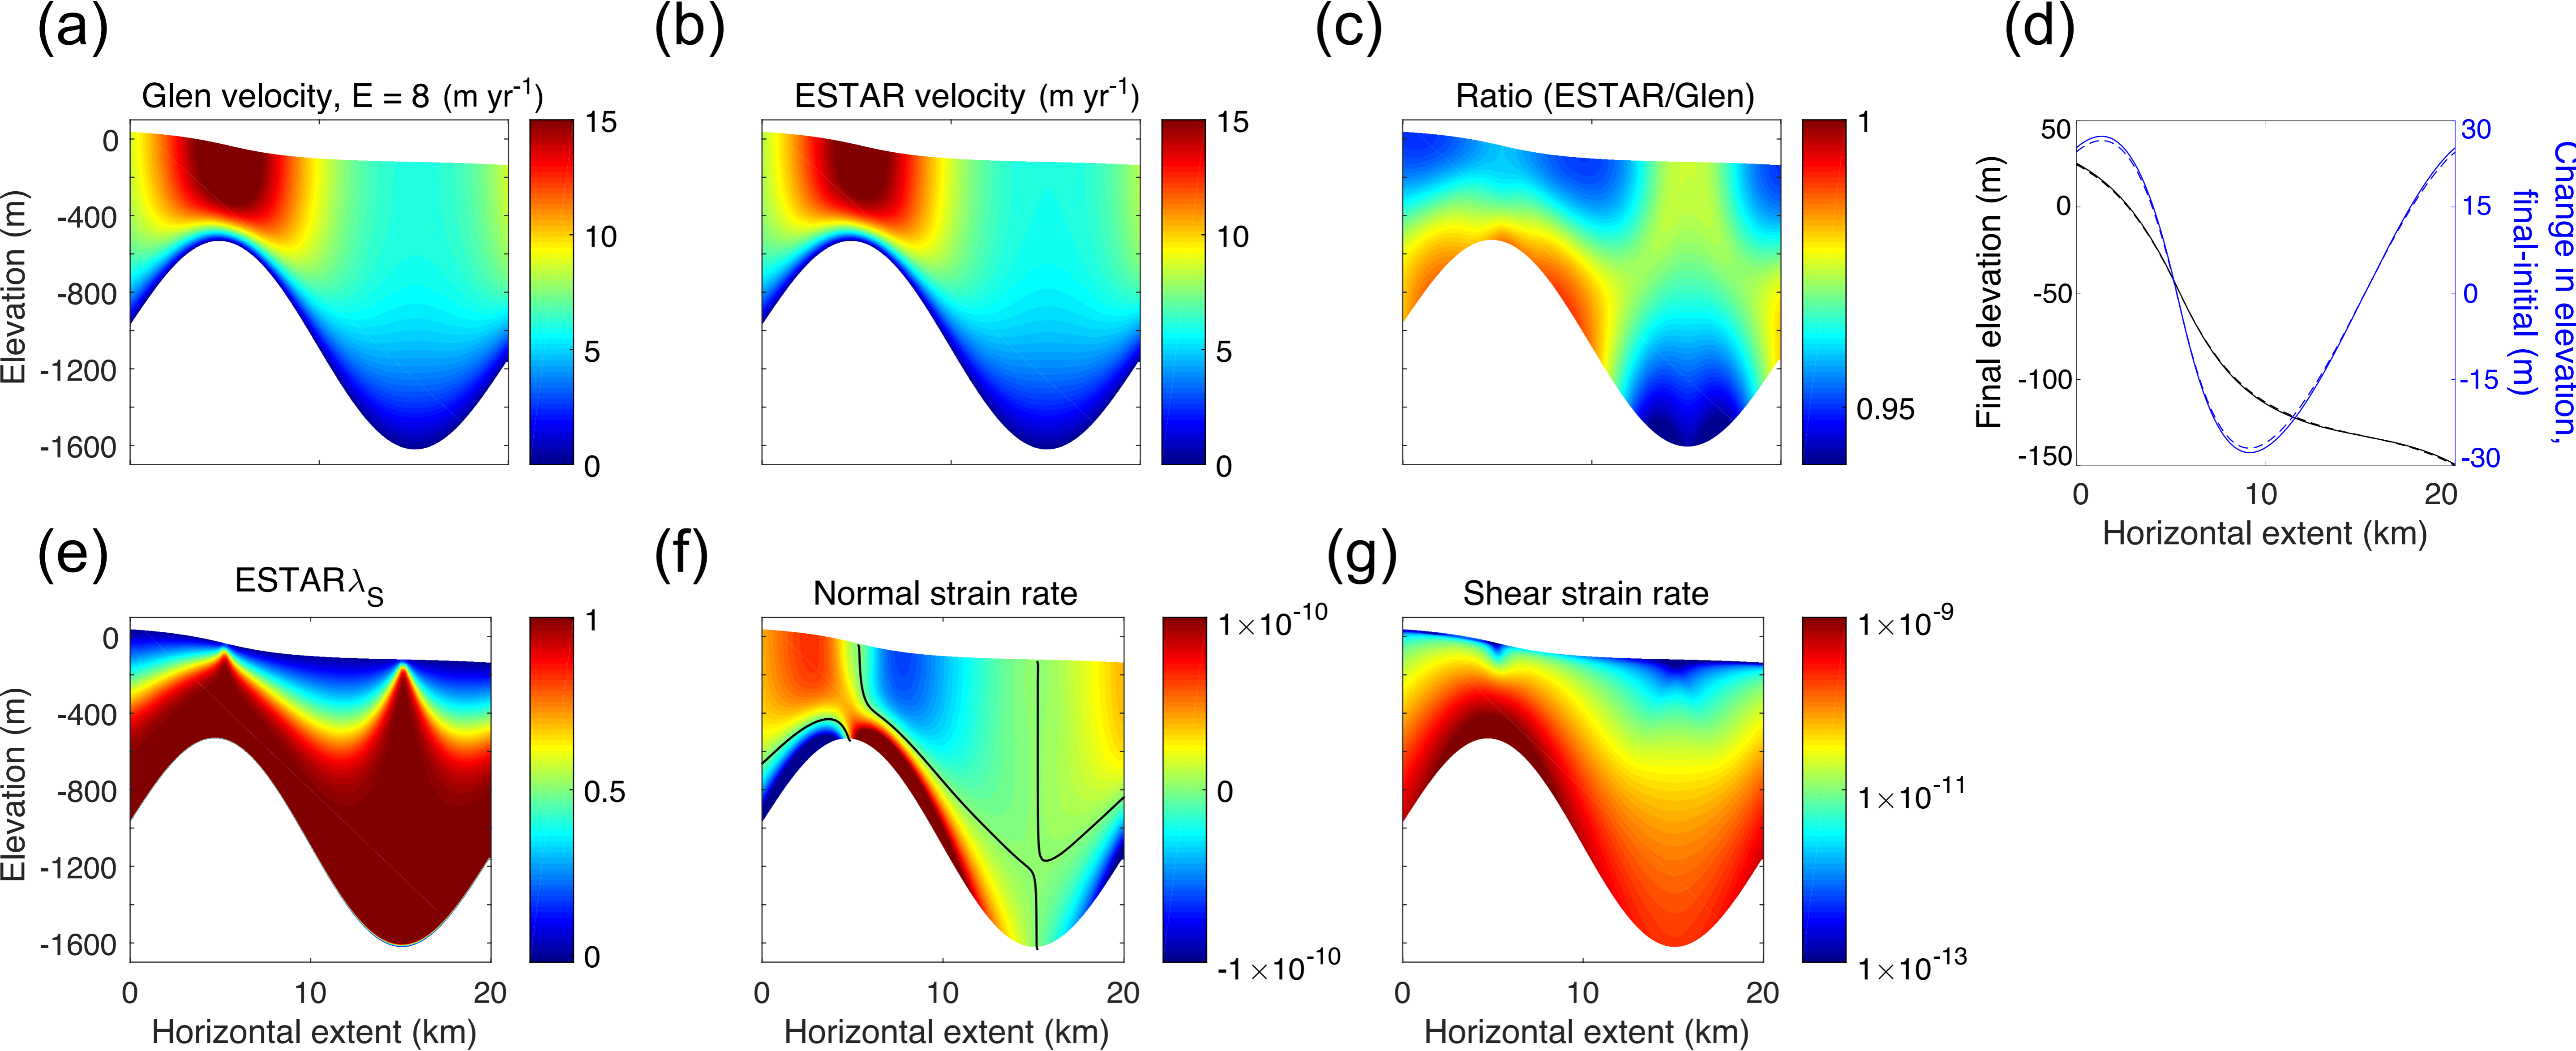 (a)
Glen velocity, E = 8 (m yr⁻¹)
Elevation (m)
0
-400
-800
-1200
-1600
15
10
5
0
(b)
ESTAR velocity (m yr⁻¹)
15
10
5
0
(c)
Ratio (ESTAR/Glen)
1
0.95
(d)
Final elevation (m)
50
0
-50
-100
-150
30
15
0
-15
-30
Change in elevation,
final-initial (m)
0 10 20
Horizontal extent (km)
(e)
ESTAR λS
Elevation (m)
0
-400
-800
-1200
-1600
0 10 20
Horizontal extent (km)
1
0.5
0
(f)
Normal strain rate
0 10 20
Horizontal extent (km)
1×10⁻¹⁰
0
-1×10⁻¹⁰
(g)
Shear strain rate
0 10 20
Horizontal extent (km)
1×10⁻⁹
1×10⁻¹¹
1×10⁻¹³